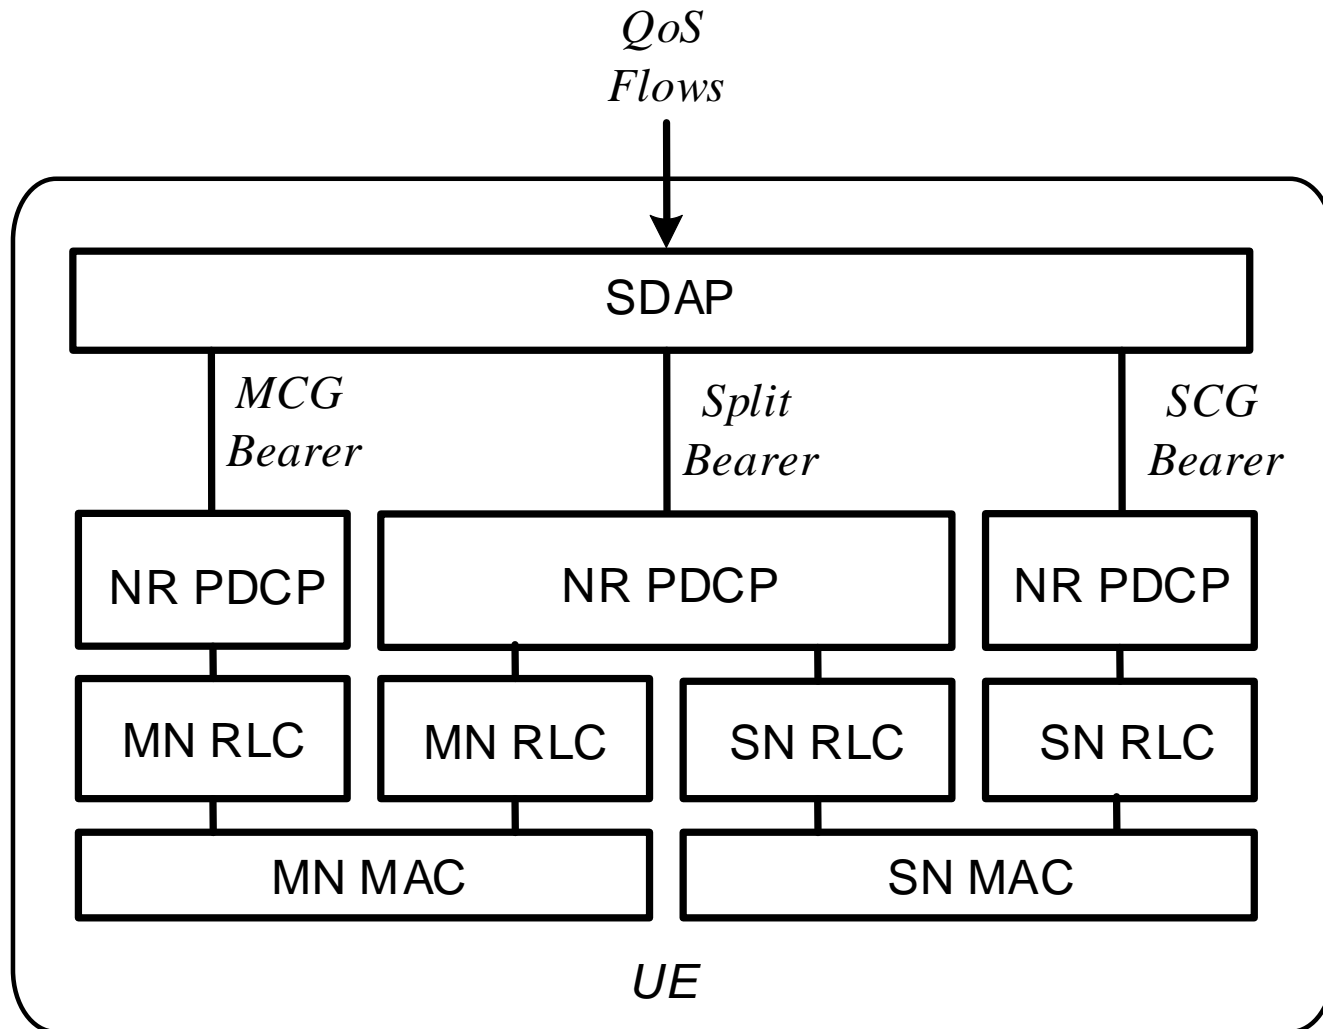 QoS
Flows
SDAP
MCG
Bearer
Split
Bearer
SCG
Bearer
NR PDCP
NR PDCP
NR PDCP
MN RLC
MN RLC
SN RLC
SN RLC
MN MAC
SN MAC
UE